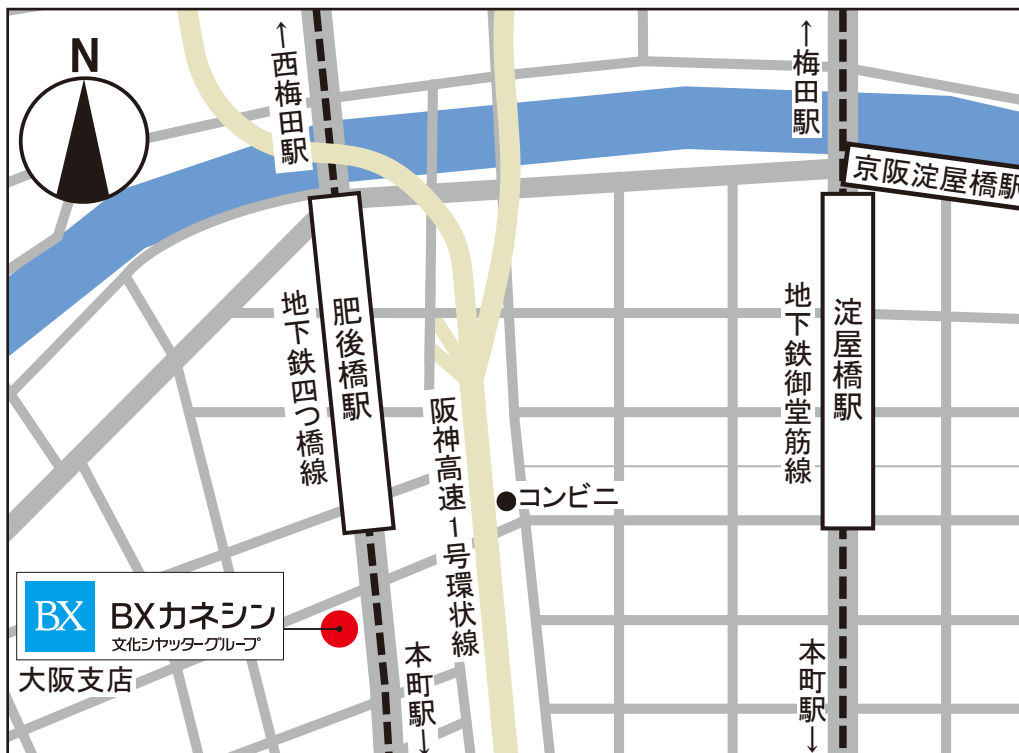 N
←西梅田駅
←梅田駅
京阪淀屋橋駅
肥後橋駅
地下鉄四つ橋線
淀屋橋駅
地下鉄御堂筋線
阪神高速1号環状線
コンビニ
BX
BXカネシン
文化シヤッターグループ
大阪支店
本町駅→
本町駅→